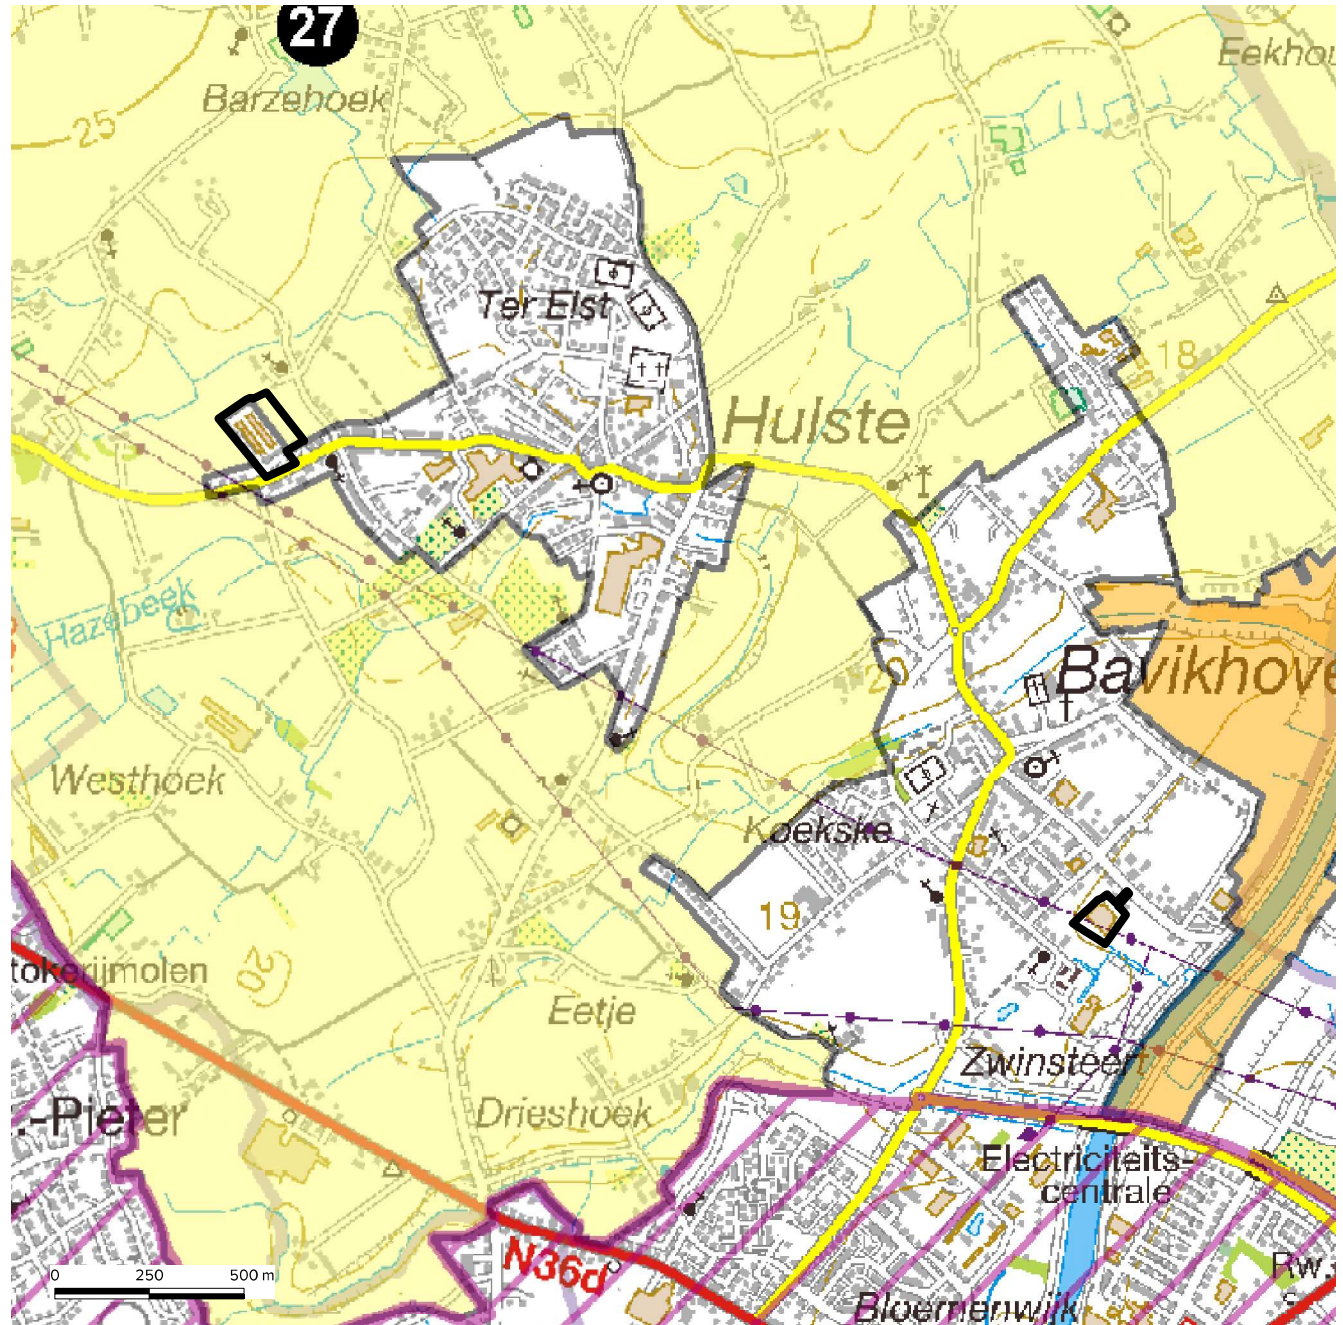 27
Barzehoek
Eekhou
25
Ter Elst
18
Hulste
Hazebeek
20
Bavikhove
Westhoek
Koekske
19
tokerijmolen
20
Eetje
Zwinsteert
Drieshoek
.-Pieter
Electriciteits-
centrale
0 250 500 m
N36d
Rw.
Bloemenwijk